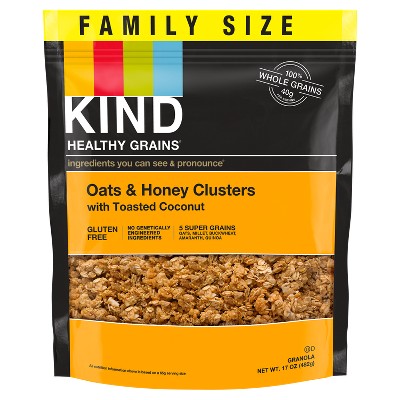 FAMILY SIZE
100%
WHOLE GRAINS
40g
KIND
HEALTHY GRAINS®
ingredients you can see & pronounce®
Oats & Honey Clusters
with Toasted Coconut
GLUTEN
FREE
NO GENETICALLY
ENGINEERED
INGREDIENTS
5 SUPER GRAINS
OATS, MILLET, BUCKWHEAT,
AMARANTH, QUINOA
GRANOLA
NET WT. 17 OZ (482g)